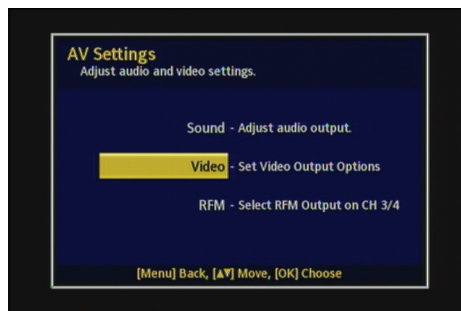 AV Settings
Adjust audio and video settings.
Sound - Adjust audio output.
Video - Set Video Output Options
RFM - Select RFM Output on CH 3/4
[Menu] Back, [▲▼] Move, [OK] Choose